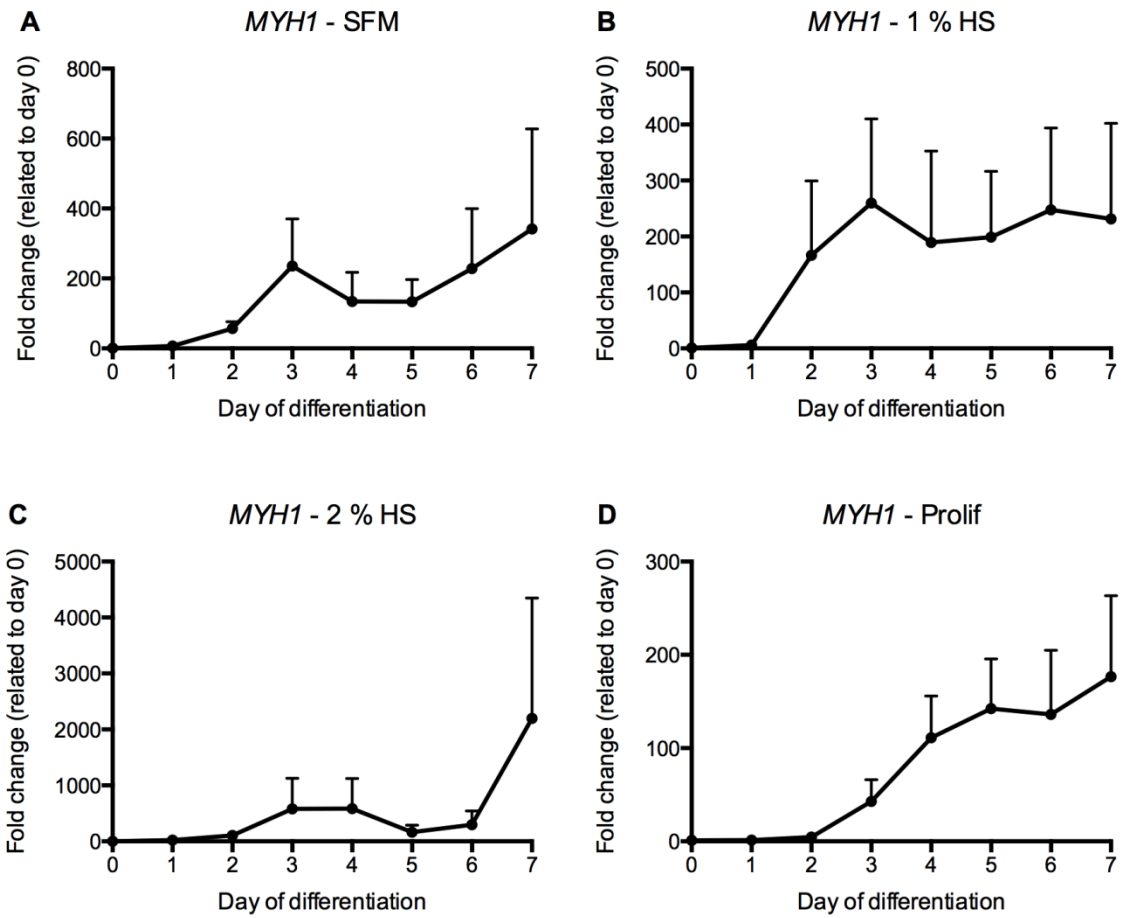 A
MYH1 - SFM
Fold change (related to day 0)
800
600
400
200
0
0 1 2 3 4 5 6 7
Day of differentiation
B
MYH1 - 1 % HS
Fold change (related to day 0)
500
400
300
200
100
0
0 1 2 3 4 5 6 7
Day of differentiation
C
MYH1 - 2 % HS
Fold change (related to day 0)
5000
4000
3000
2000
1000
0
0 1 2 3 4 5 6 7
Day of differentiation
D
MYH1 - Prolif
Fold change (related to day 0)
300
200
100
0
0 1 2 3 4 5 6 7
Day of differentiation